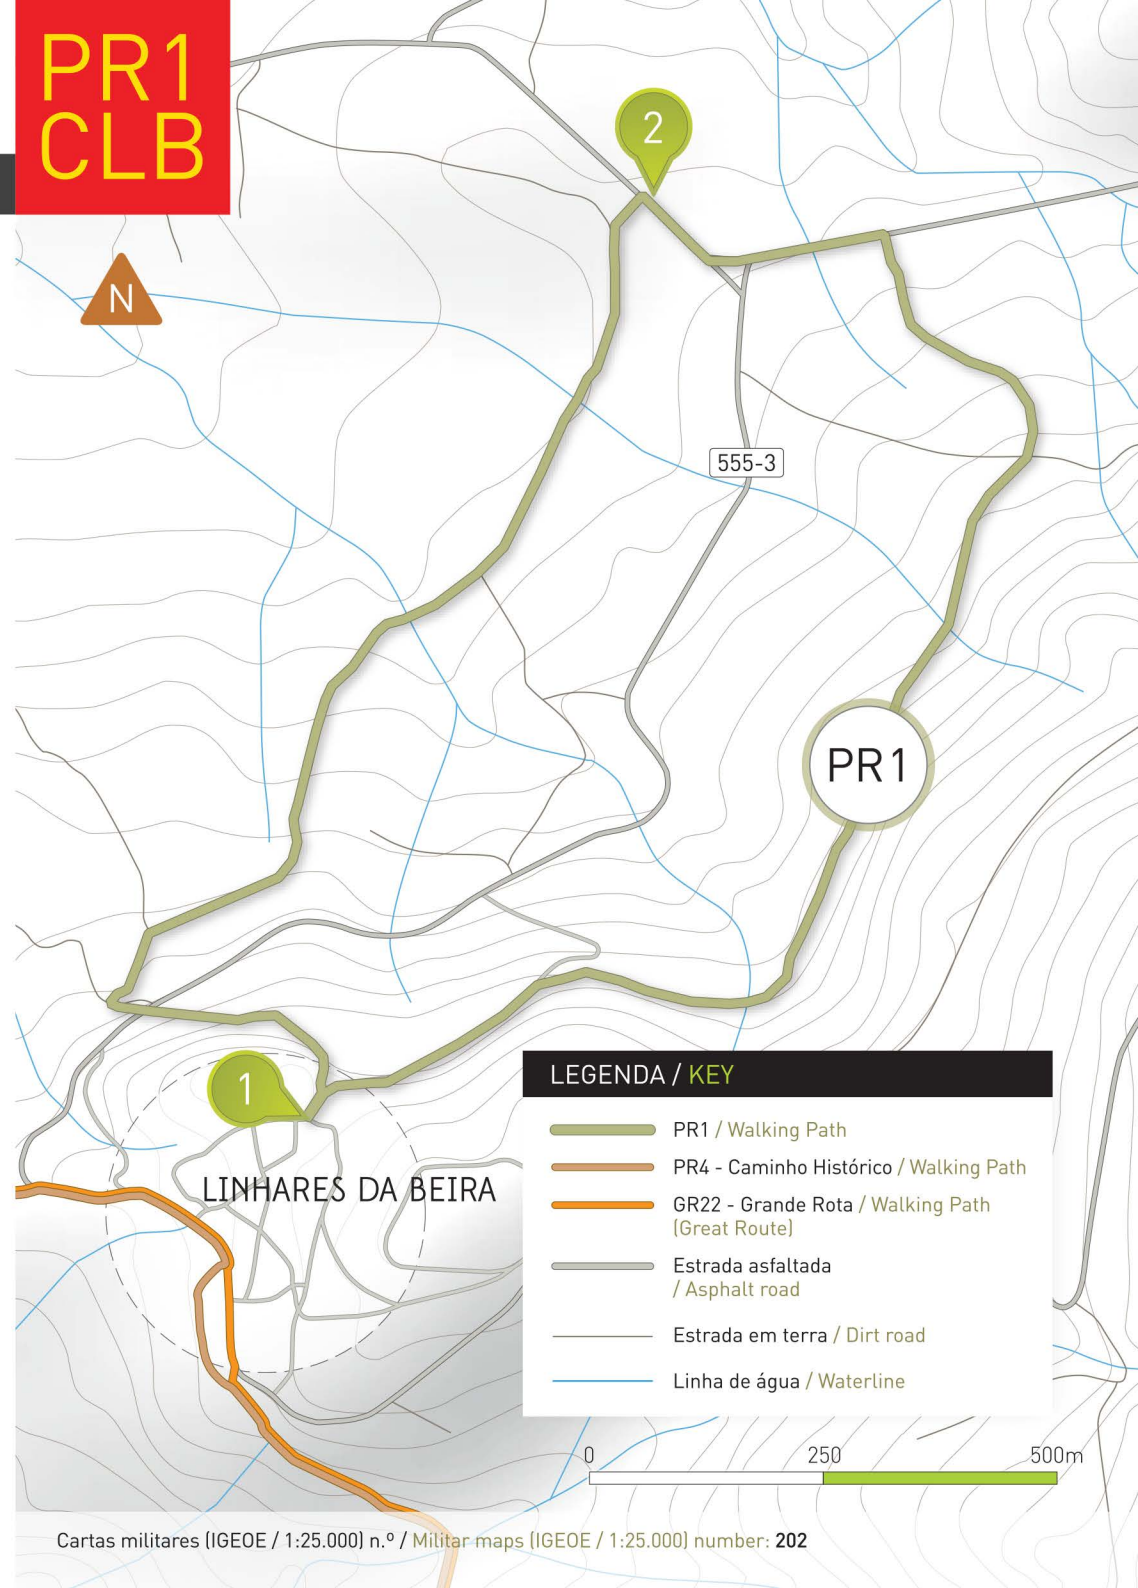 PR1
CLB
N
2
555-3
PR1
1
LINHARES DA BEIRA
LEGENDA / KEY
PR1 / Walking Path
PR4 - Caminho Histórico / Walking Path
GR22 - Grande Rota / Walking Path
(Great Route)
Estrada asfaltada
/ Asphalt road
Estrada em terra / Dirt road
Linha de água / Waterline
0 250 500m
Cartas militares (IGEOE / 1:25.000) n.º / Militar maps (IGEOE / 1:25.000) number: 202